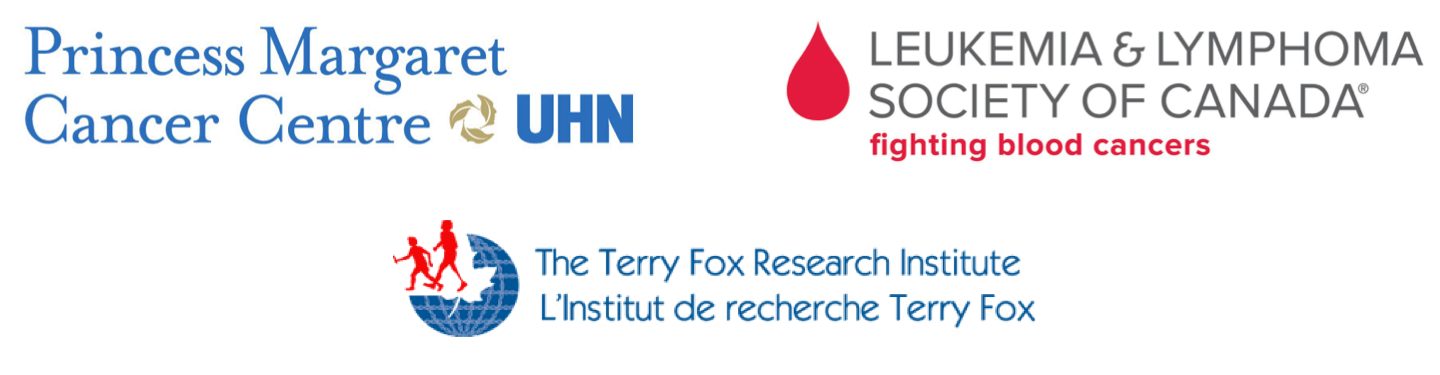 Princess Margaret
Cancer Centre UHN
LEUKEMIA & LYMPHOMA
SOCIETY OF CANADA®
fighting blood cancers
The Terry Fox Research Institute
L'Institut de recherche Terry Fox